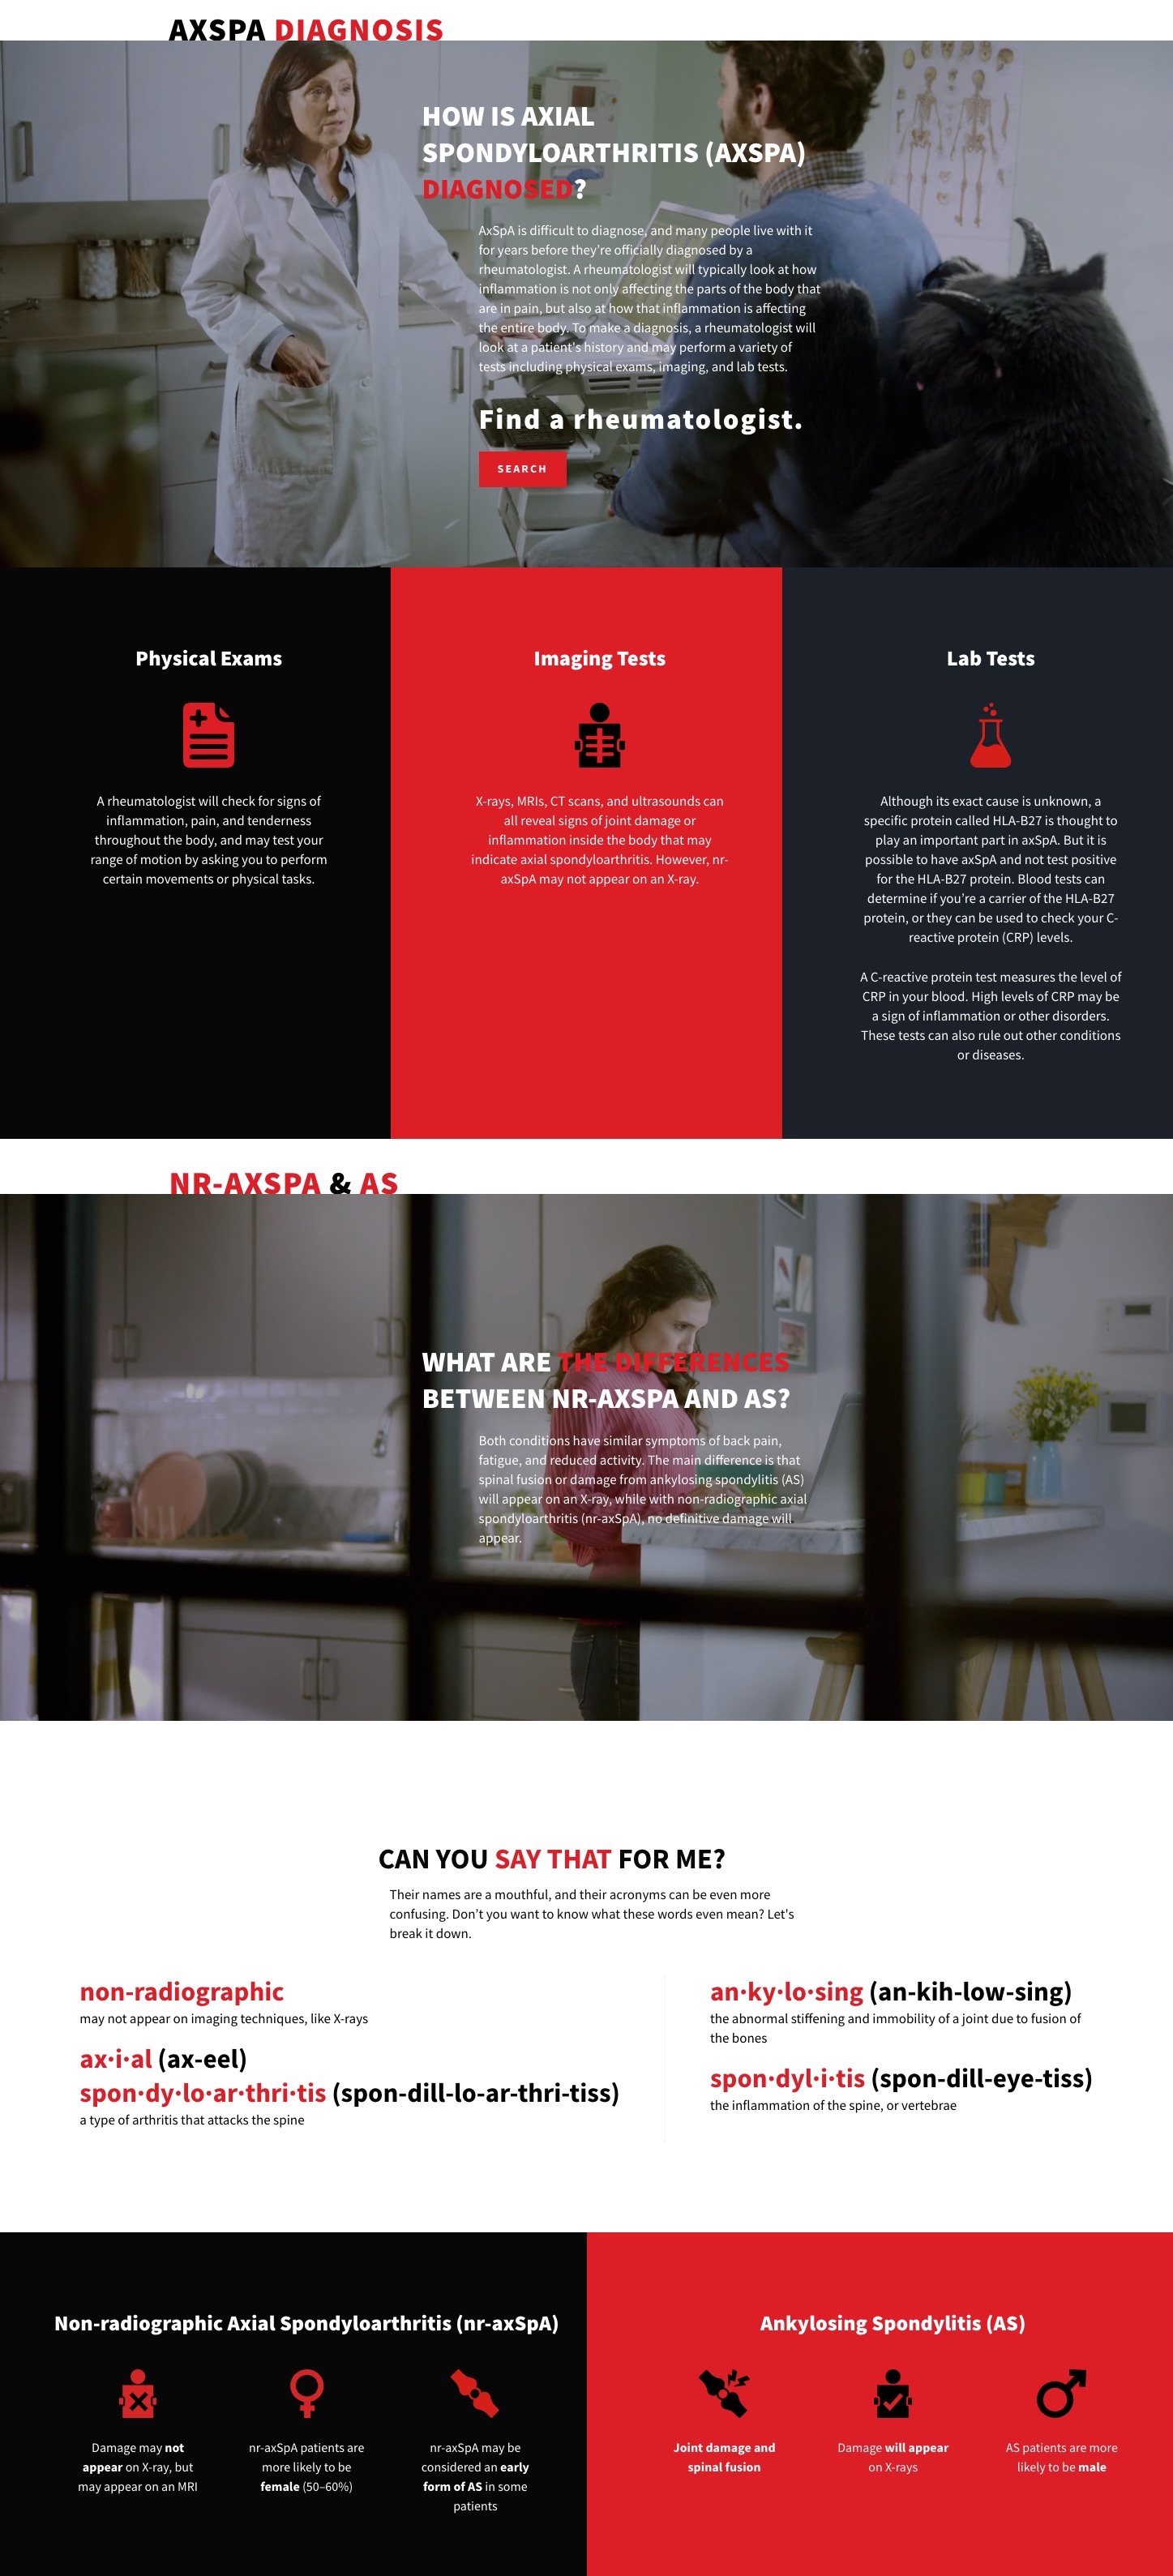 AXSPA DIAGNOSIS
HOW IS AXIAL
SPONDYLOARTHRITIS (AXSPA)
DIAGNOSED?
AxSpA is difficult to diagnose, and many people live with it
for years before they're officially diagnosed by a
rheumatologist. A rheumatologist will typically look at how
inflammation is not only affecting the parts of the body that
are in pain, but also at how that inflammation is affecting
the entire body. To make a diagnosis, a rheumatologist will
look at a patient's history and may perform a variety of
tests including physical exams, imaging, and lab tests.
Find a rheumatologist.
SEARCH
Physical Exams
A rheumatologist will check for signs of
inflammation, pain, and tenderness
throughout the body, and may test your
range of motion by asking you to perform
certain movements or physical tasks.
Imaging Tests
X-rays, MRIs, CT scans, and ultrasounds can
all reveal signs of joint damage or
inflammation inside the body that may
indicate axial spondyloarthritis. However, nr-
axSpA may not appear on an X-ray.
Lab Tests
Although its exact cause is unknown, a
specific protein called HLA-B27 is thought to
play an important part in axSpA. But it is
possible to have axSpA and not test positive
for the HLA-B27 protein. Blood tests can
determine if you're a carrier of the HLA-B27
protein, or they can be used to check your C-
reactive protein (CRP) levels.
A C-reactive protein test measures the level of
CRP in your blood. High levels of CRP may be
a sign of inflammation or other disorders.
These tests can also rule out other conditions
or diseases.
NR-AXSPA & AS
WHAT ARE THE DIFFERENCES
BETWEEN NR-AXSPA AND AS?
Both conditions have similar symptoms of back pain,
fatigue, and reduced activity. The main difference is that
spinal fusion or damage from ankylosing spondylitis (AS)
will appear on an X-ray, while with non-radiographic axial
spondyloarthritis (nr-axSpA), no definitive damage will
appear.
CAN YOU SAY THAT FOR ME?
Their names are a mouthful, and their acronyms can be even more
confusing. Don't you want to know what these words even mean? Let's
break it down.
non-radiographic
may not appear on imaging techniques, like X-rays
ax·i·al (ax-eel)
spon·dy·lo·ar·thri·tis (spon-dill-lo-ar-thri-tiss)
a type of arthritis that attacks the spine
an·ky·lo·sing (an-kih-low-sing)
the abnormal stiffening and immobility of a joint due to fusion of
the bones
spon·dyl·i·tis (spon-dill-eye-tiss)
the inflammation of the spine, or vertebrae
Non-radiographic Axial Spondyloarthritis (nr-axSpA)
Damage may not
appear on X-ray, but
may appear on an MRI
nr-axSpA patients are
more likely to be
female (50–60%)
nr-axSpA may be
considered an early
form of AS in some
patients
Ankylosing Spondylitis (AS)
Joint damage and
spinal fusion
Damage will appear
on X-rays
AS patients are more
likely to be male